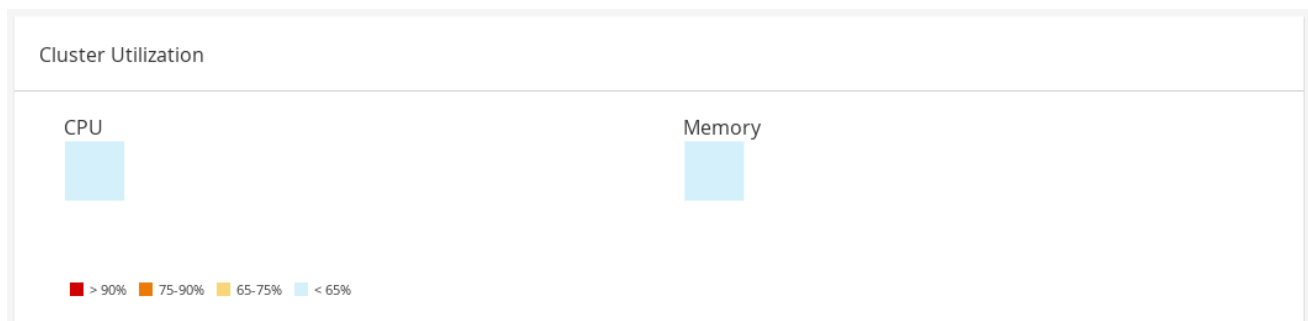 Cluster Utilization
CPU
Memory
> 90%
75-90%
65-75%
< 65%